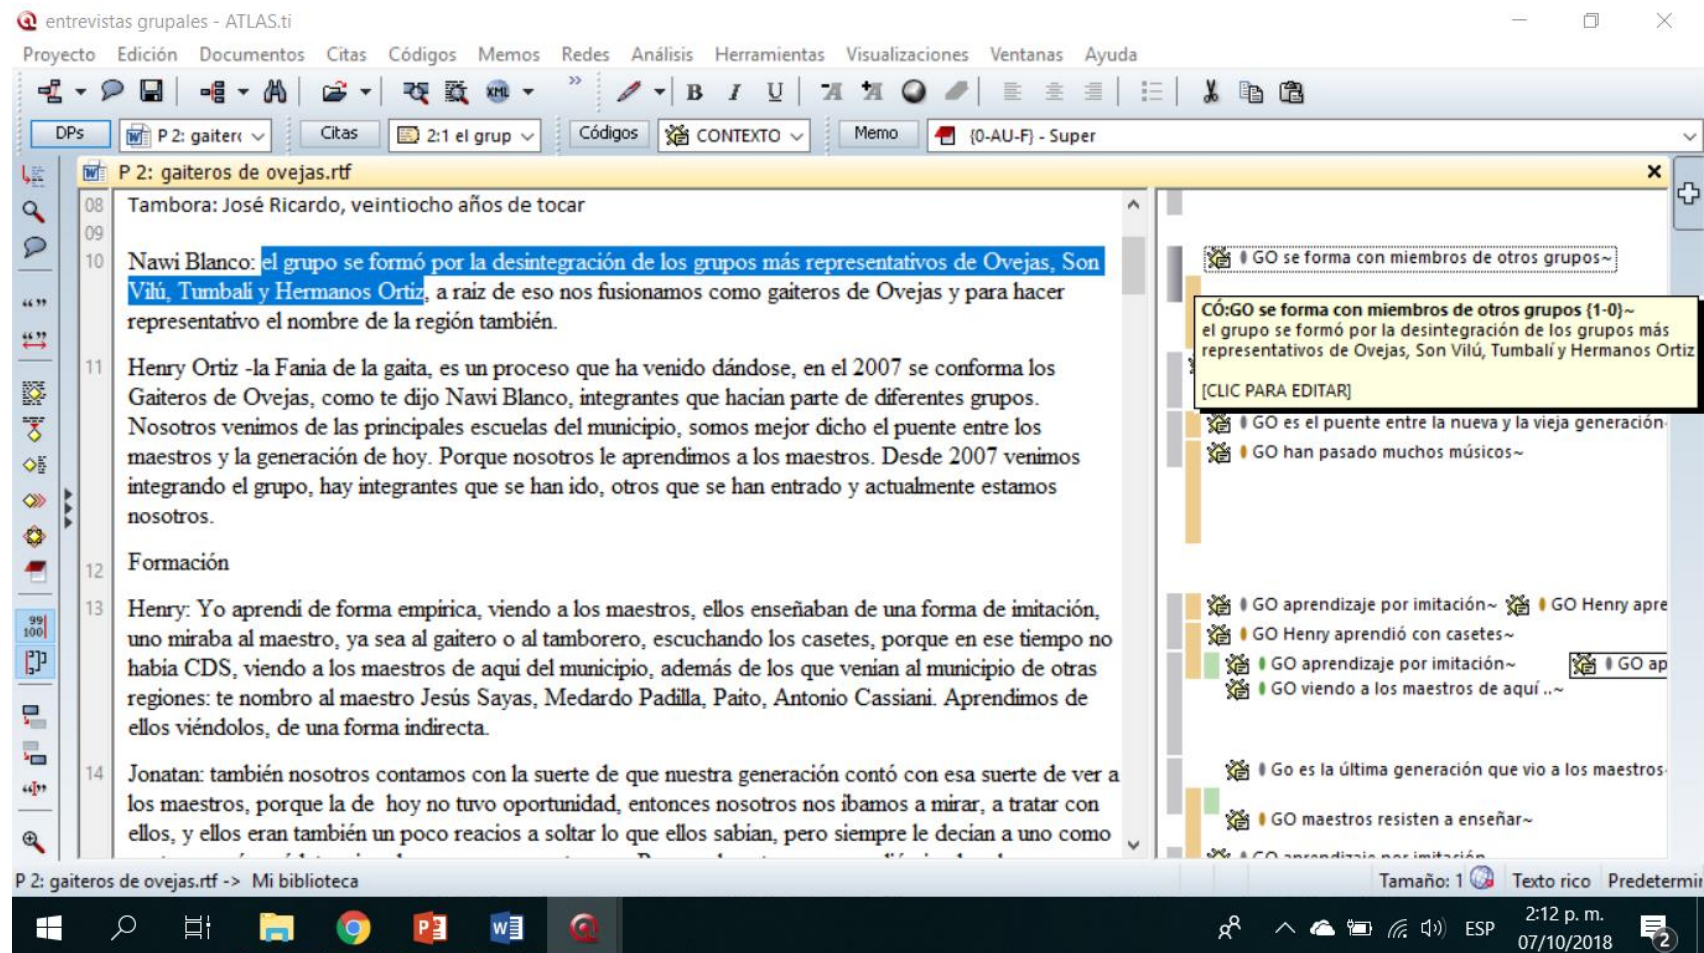 entrevistas grupales - ATLAS.ti
Proyecto Edición Documentos Citas Códigos Memos Redes Análisis Herramientas Visualizaciones Ventanas Ayuda
XML » B I U
DPs P 2: gaitero Citas 2:1 el grup Códigos CONTEXTO Memo {0-AU-F} - Super
P 2: gaiteros de ovejas.rtf
08 Tambora: José Ricardo, veintiocho años de tocar
09
10 Nawi Blanco: el grupo se formó por la desintegración de los grupos más representativos de Ovejas, Son
Vilú, Tumbalí y Hermanos Ortiz, a raíz de eso nos fusionamos como gaiteros de Ovejas y para hacer
representativo el nombre de la región también.
11 Henry Ortiz -la Fania de la gaita, es un proceso que ha venido dándose, en el 2007 se conforma los
Gaiteros de Ovejas, como te dijo Nawi Blanco, integrantes que hacían parte de diferentes grupos.
Nosotros venimos de las principales escuelas del municipio, somos mejor dicho el puente entre los
maestros y la generación de hoy. Porque nosotros le aprendimos a los maestros. Desde 2007 venimos
integrando el grupo, hay integrantes que se han ido, otros que se han entrado y actualmente estamos
nosotros.
12 Formación
13 Henry: Yo aprendí de forma empírica, viendo a los maestros, ellos enseñaban de una forma de imitación,
uno miraba al maestro, ya sea al gaitero o al tamborero, escuchando los casetes, porque en ese tiempo no
había CDS, viendo a los maestros de aquí del municipio, además de los que venían al municipio de otras
regiones: te nombro al maestro Jesús Sayas, Medardo Padilla, Paito, Antonio Cassiani. Aprendimos de
ellos viéndolos, de una forma indirecta.
14 Jonatan: también nosotros contamos con la suerte de que nuestra generación contó con esa suerte de ver a
los maestros, porque la de hoy no tuvo oportunidad, entonces nosotros nos íbamos a mirar, a tratar con
ellos, y ellos eran también un poco reacios a soltar lo que ellos sabían, pero siempre le decían a uno como
GO se forma con miembros de otros grupos~
CÓ:GO se forma con miembros de otros grupos {1-0}~
el grupo se formó por la desintegración de los grupos más
representativos de Ovejas, Son Vilú, Tumbalí y Hermanos Ortiz
[CLIC PARA EDITAR]
GO es el puente entre la nueva y la vieja generación
GO han pasado muchos músicos~
GO aprendizaje por imitación~ GO Henry apre
GO Henry aprendió con casetes~
GO aprendizaje por imitación~ GO ap
GO viendo a los maestros de aquí ..~
Go es la última generación que vio a los maestros
GO maestros resisten a enseñar~
GO aprendizaje por imitación
99
100
P 2: gaiteros de ovejas.rtf -> Mi biblioteca
Tamaño: 1 Texto rico Predetermi
ESP 2:12 p. m.
07/10/2018
2